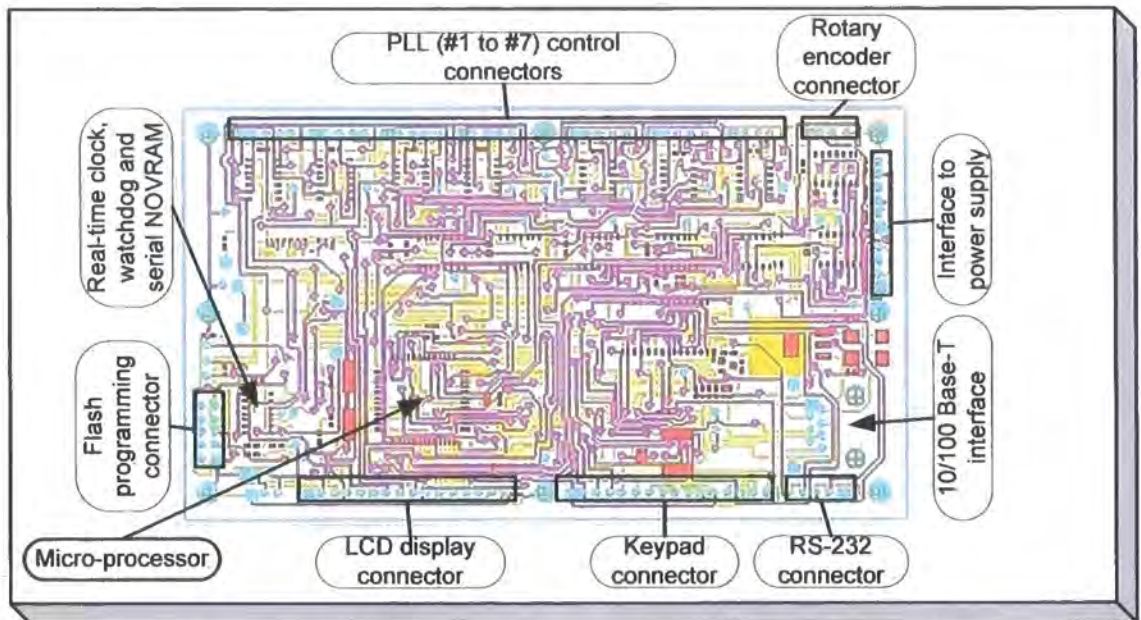 PLL (#1 to #7) control
connectors
Rotary
encoder
connector
Real-time clock,
watchdog and
serial NOVRAM
Interface to
power supply
Flash
programming
connector
10/100 Base-T
interface
Micro-processor
LCD display
connector
Keypad
connector
RS-232
connector